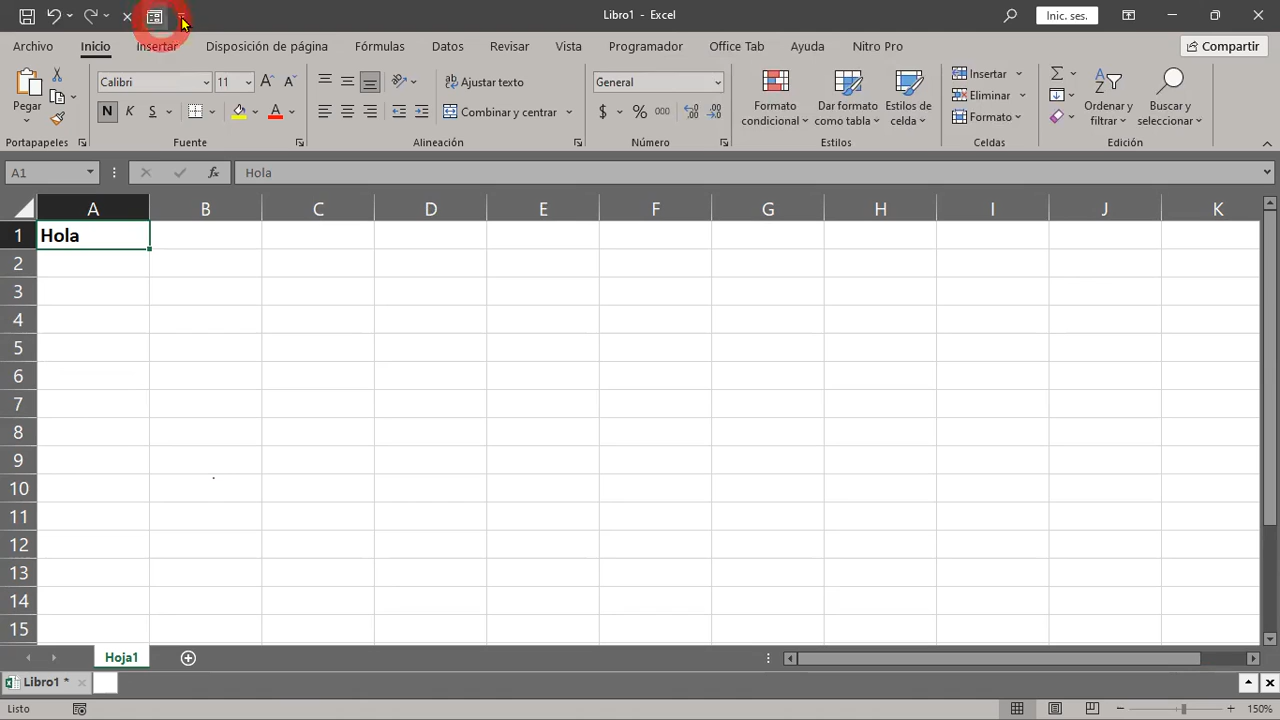 Libro1 - Excel
Inic. ses.
Archivo Inicio Insertar Disposición de página Fórmulas Datos Revisar Vista Programador Office Tab Ayuda Nitro Pro Compartir
Pegar
Portapapeles
Calibri 11
N K S
Fuente
Ajustar texto
Combinar y centrar
Alineación
General
$ % 000
Número
Formato condicional
Dar formato como tabla
Estilos de celda
Estilos
Insertar
Eliminar
Formato
Celdas
Ordenar y filtrar
Buscar y seleccionar
Edición
A1 fx Hola
A B C D E F G H I J K
1 Hola
2
3
4
5
6
7
8
9
10
11
12
13
14
15
Hoja1
Libro1 *
Listo 150%